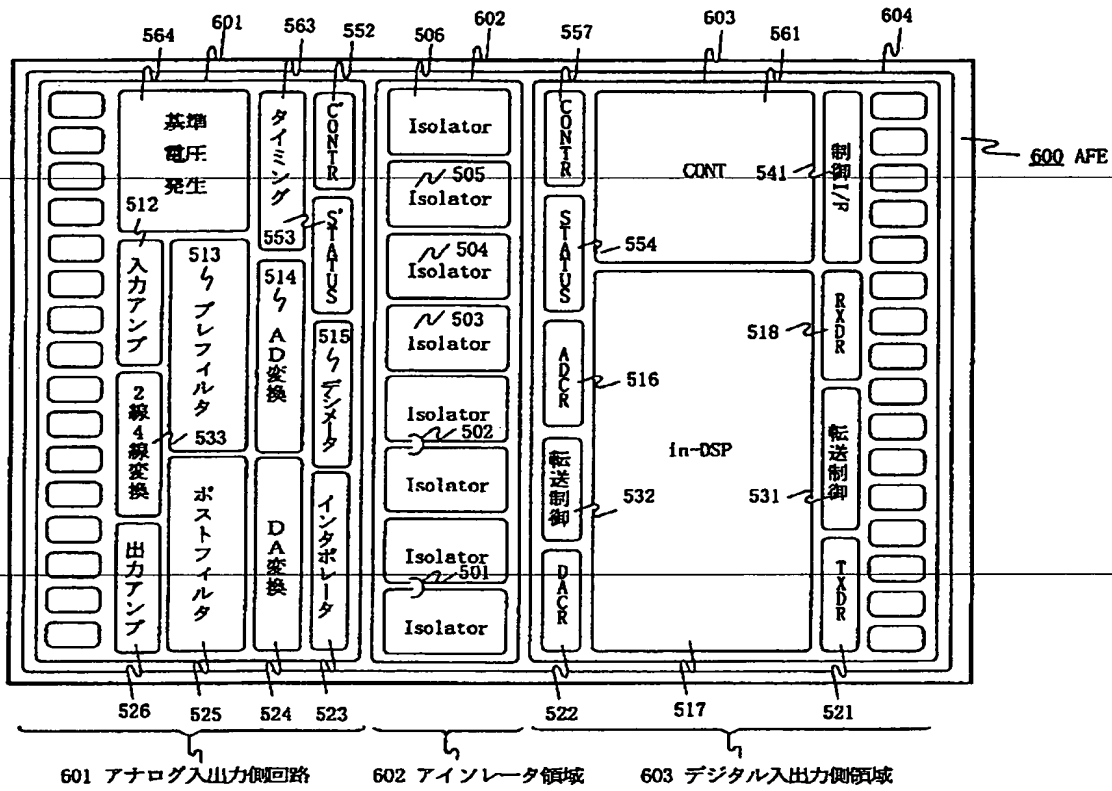 564
601
563
552
506
602
557
603
561
604
基準
電圧
発生
タイミング
C'ONTR
Isolator
CONTR
CONT
541
制御I/F
600 AFE
512
553
S'TATUS
505
Isolator
STATUS
554
入力アンプ
513
プレフィルタ
514
AD変換
504
Isolator
503
Isolator
515
デシメータ
ADCR
516
518
RXDR
2線4線変換
533
Isolator
502
in-DSP
Isolator
転送制御
532
531
転送制御
ポストフィルタ
DA変換
インタポレータ
出力アンプ
Isolator
501
Isolator
DACR
TXDR
526
525
524
523
522
517
521
601 アナログ入出力側回路
602 アインレータ領域
603 デジタル入出力側領域